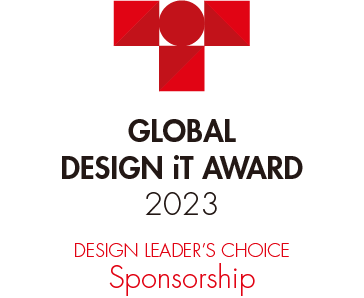 GLOBAL
DESIGN iT AWARD
2023
DESIGN LEADER'S CHOICE
Sponsorship